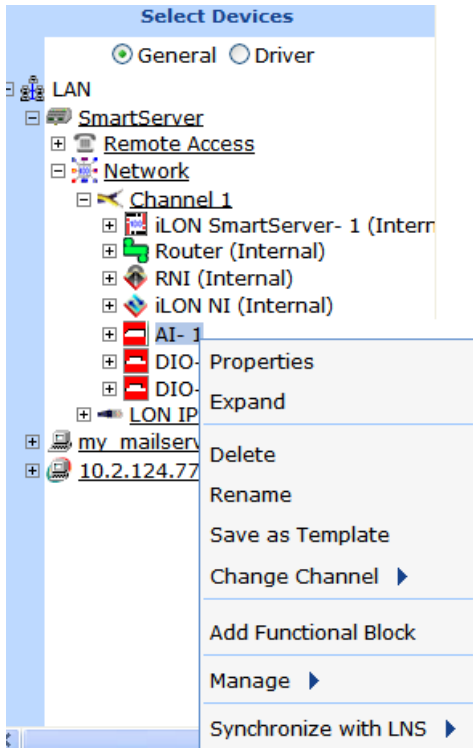 Select Devices
General Driver
LAN
SmartServer
Remote Access
Network
Channel 1
iLON SmartServer- 1 (Intern
Router (Internal)
RNI (Internal)
iLON NI (Internal)
AI- 1
DIO-
DIO-
LON IP
my_mailserv
10.2.124.77
Properties
Expand
Delete
Rename
Save as Template
Change Channel
Add Functional Block
Manage
Synchronize with LNS